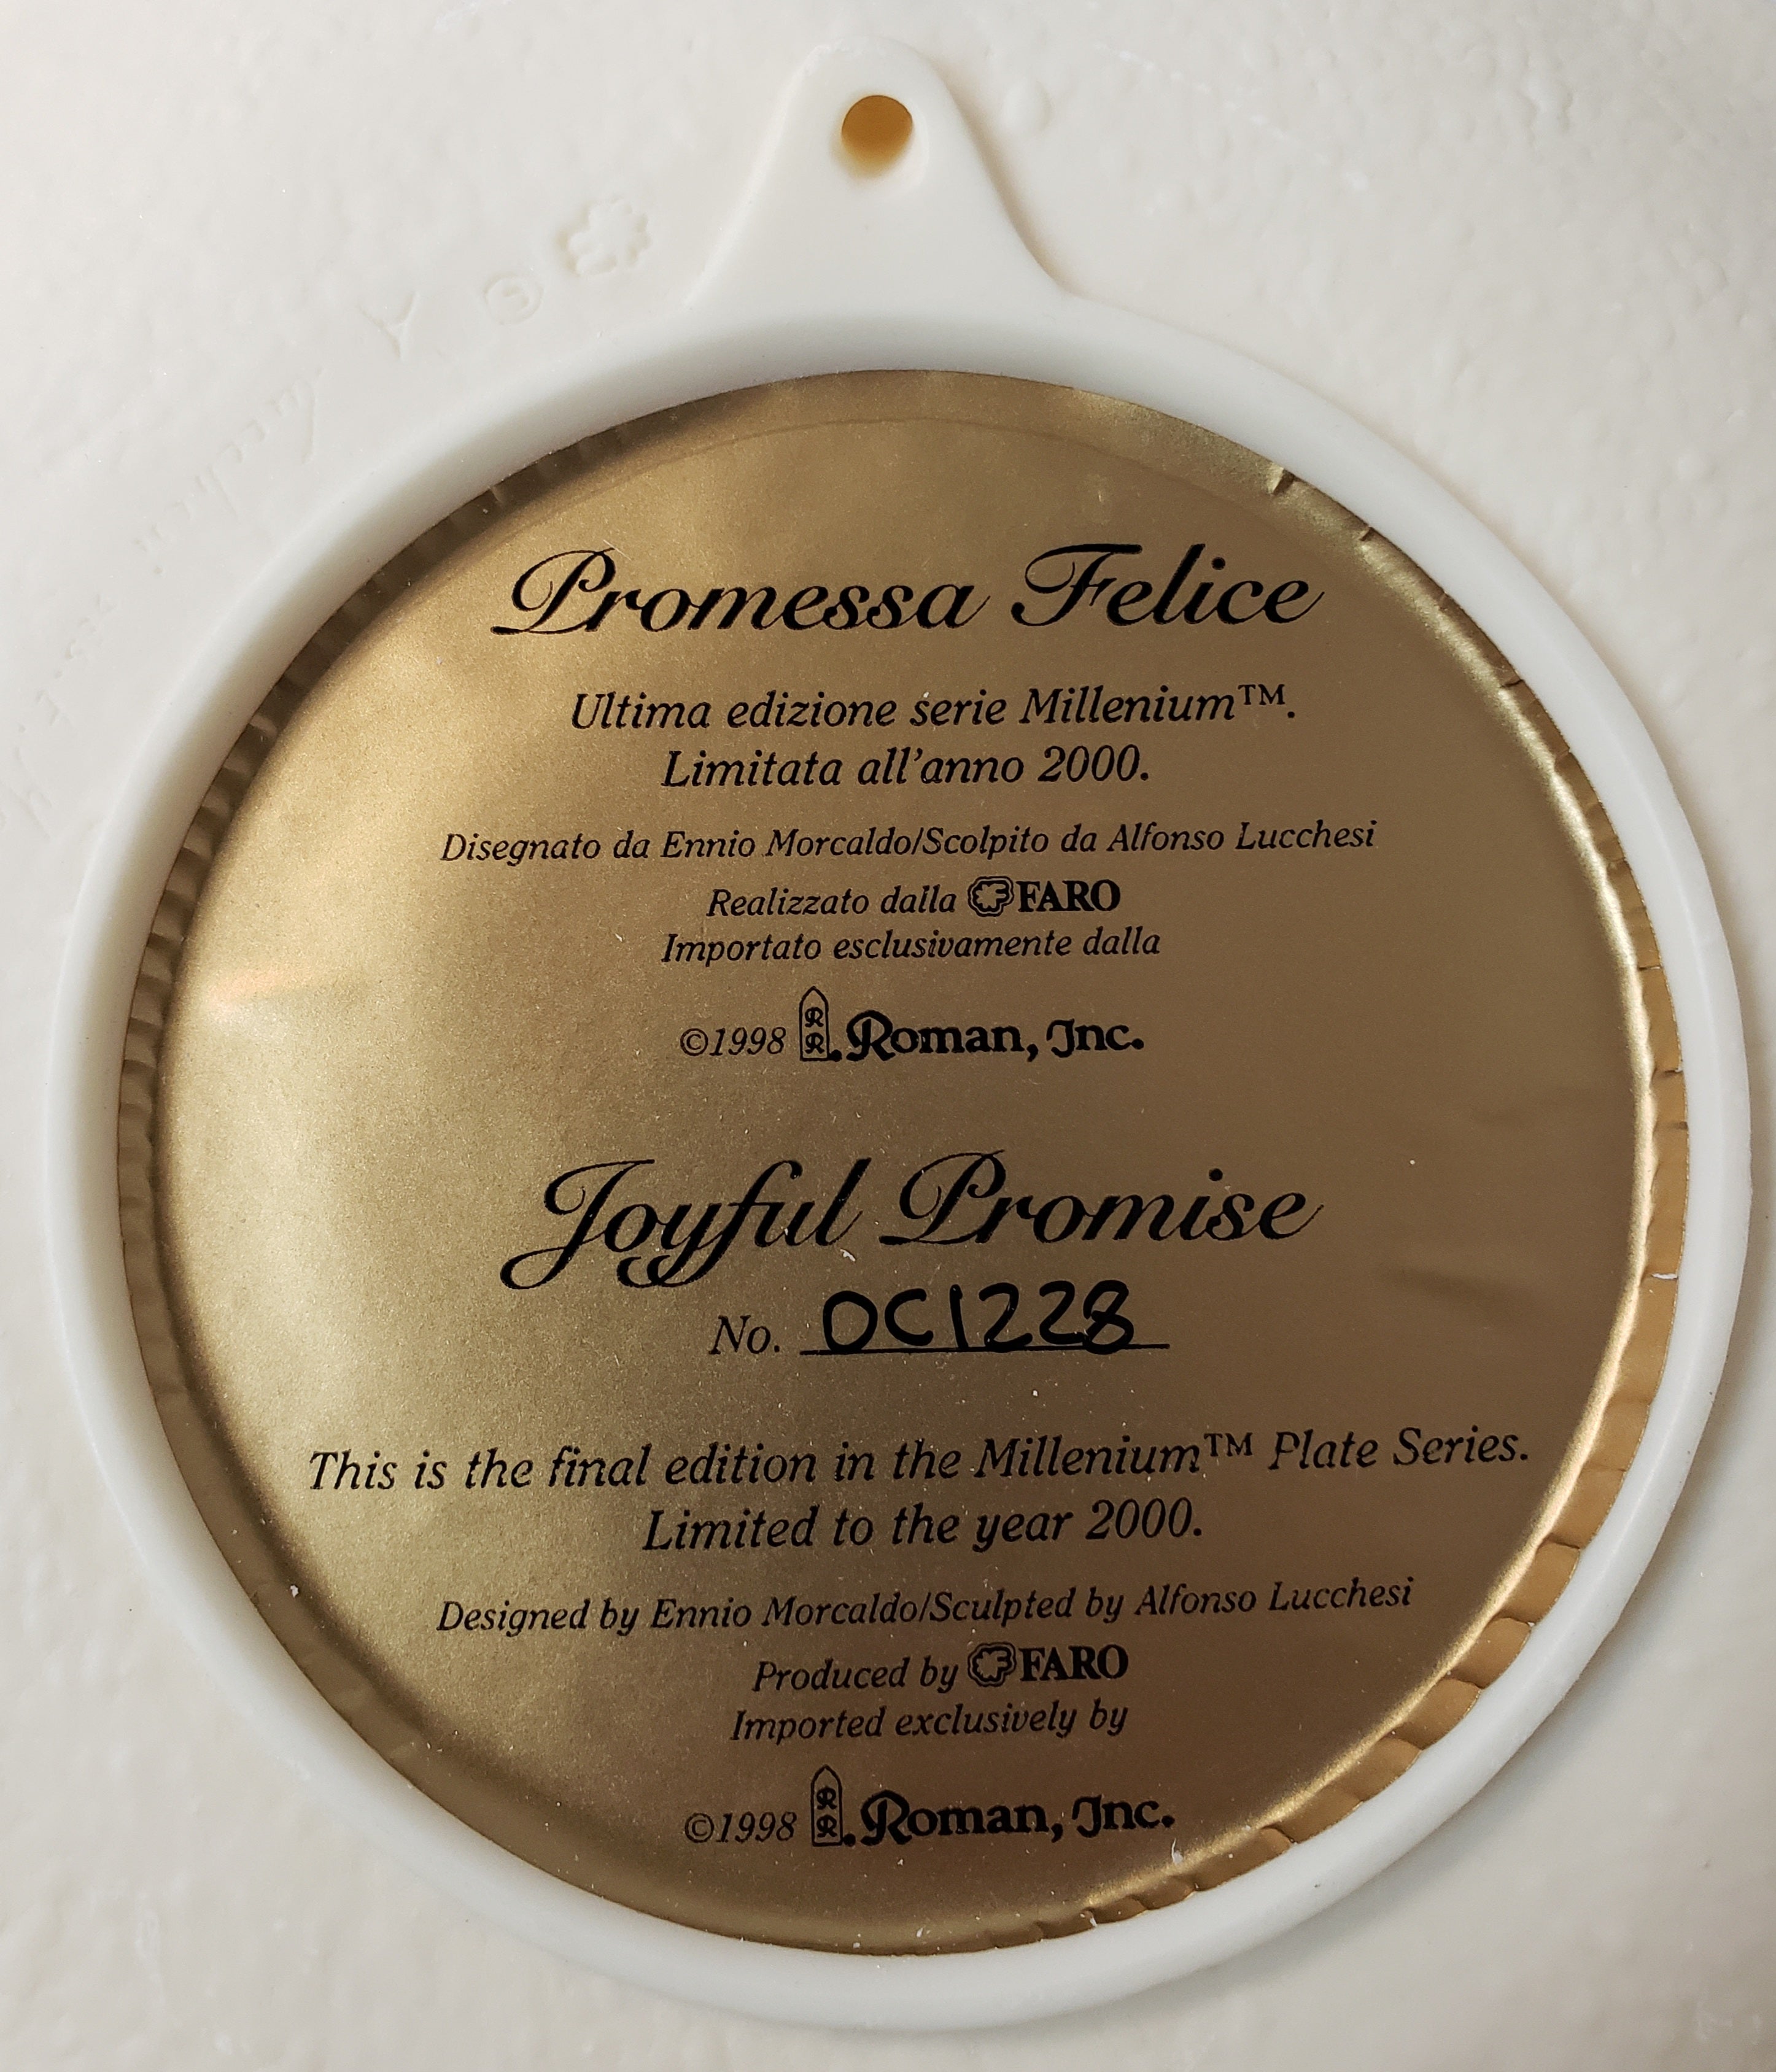 Promessa Felice
Ultima edizione serie Millenium™.
Limitata all'anno 2000.
Disegnato da Ennio Morcaldo/Scolpito da Alfonso Lucchesi
Realizzato dalla FARO
Importato esclusivamente dalla
©1998 R R. Roman, Inc.
Joyful Promise
No. OC1228
This is the final edition in the Millenium™ Plate Series.
Limited to the year 2000.
Designed by Ennio Morcaldo/Sculpted by Alfonso Lucchesi
Produced by FARO
Imported exclusively by
©1998 R R. Roman, Inc.